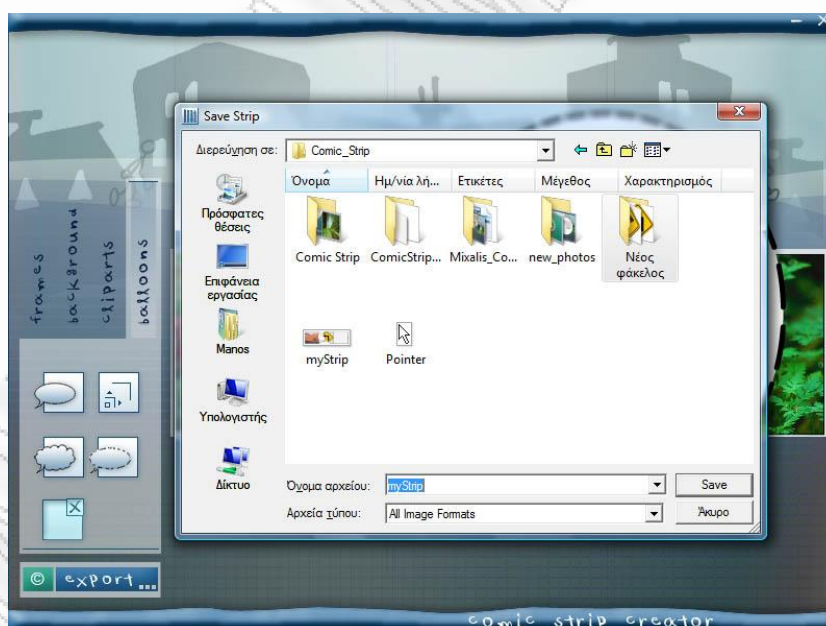 Save Strip
Διερεύνηση σε:
Comic_Strip
Όνομα
Ημ/νία λή...
Ετικέτες
Μέγεθος
Χαρακτηρισμός
Πρόσφατες
θέσεις
Επιφάνεια
εργασίας
Manos
Υπολογιστής
Δίκτυο
Comic Strip
ComicStrip...
Mixalis_Co...
new_photos
Νέος
φάκελος
myStrip
Pointer
Όνομα αρχείου:
myStrip
Save
Αρχεία τύπου:
All Image Formats
Άκυρο
frames
background
cliparts
balloons
© export...
comic strip creator